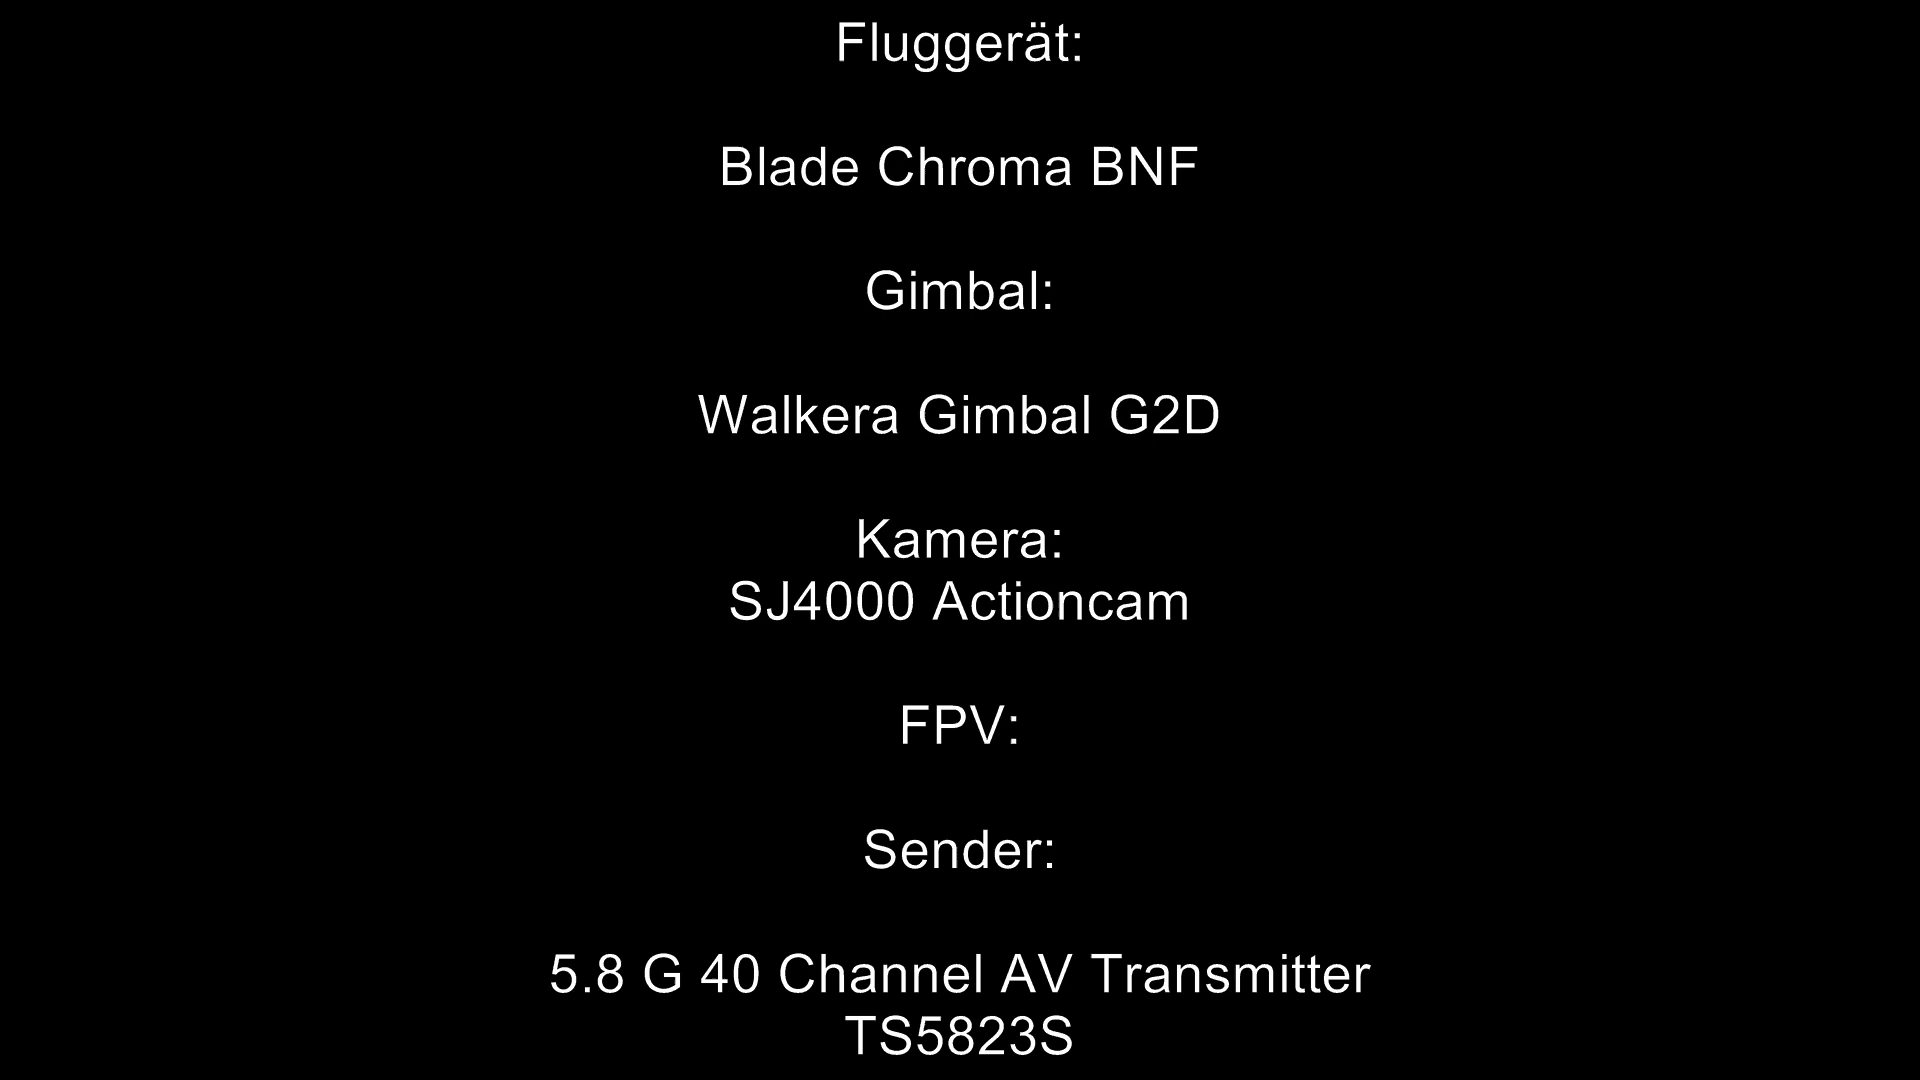 Fluggerät:
Blade Chroma BNF
Gimbal:
Walkera Gimbal G2D
Kamera:
SJ4000 Actioncam
FPV:
Sender:
5.8 G 40 Channel AV Transmitter
TS5823S